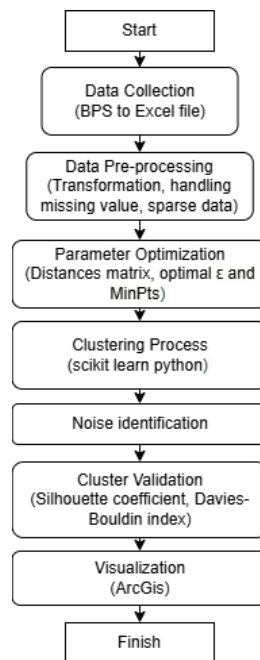 Start
Data Collection
(BPS to Excel file)
Data Pre-processing
(Transformation, handling
missing value, sparse data)
Parameter Optimization
(Distances matrix, optimal ε and
MinPts)
Clustering Process
(scikit learn python)
Noise identification
Cluster Validation
(Silhouette coefficient, Davies-
Bouldin index)
Visualization
(ArcGis)
Finish